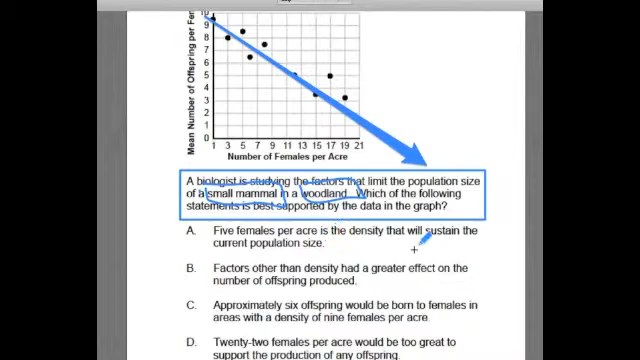 10
9
8
7
6
5
4
3
2
1
0
Mean Number of Offspring per
1 3 5 7 9 11 13 15 17 19 21
Number of Females per Acre
A biologist is studying the factors that limit the population size
of a small mammal in a woodland. Which of the following
statements is best supported by the data in the graph?
A. Five females per acre is the density that will sustain the
current population size.
B. Factors other than density had a greater effect on the
number of offspring produced.
C. Approximately six offspring would be born to females in
areas with a density of nine females per acre.
D. Twenty-two females per acre would be too great to
support the production of any offspring.